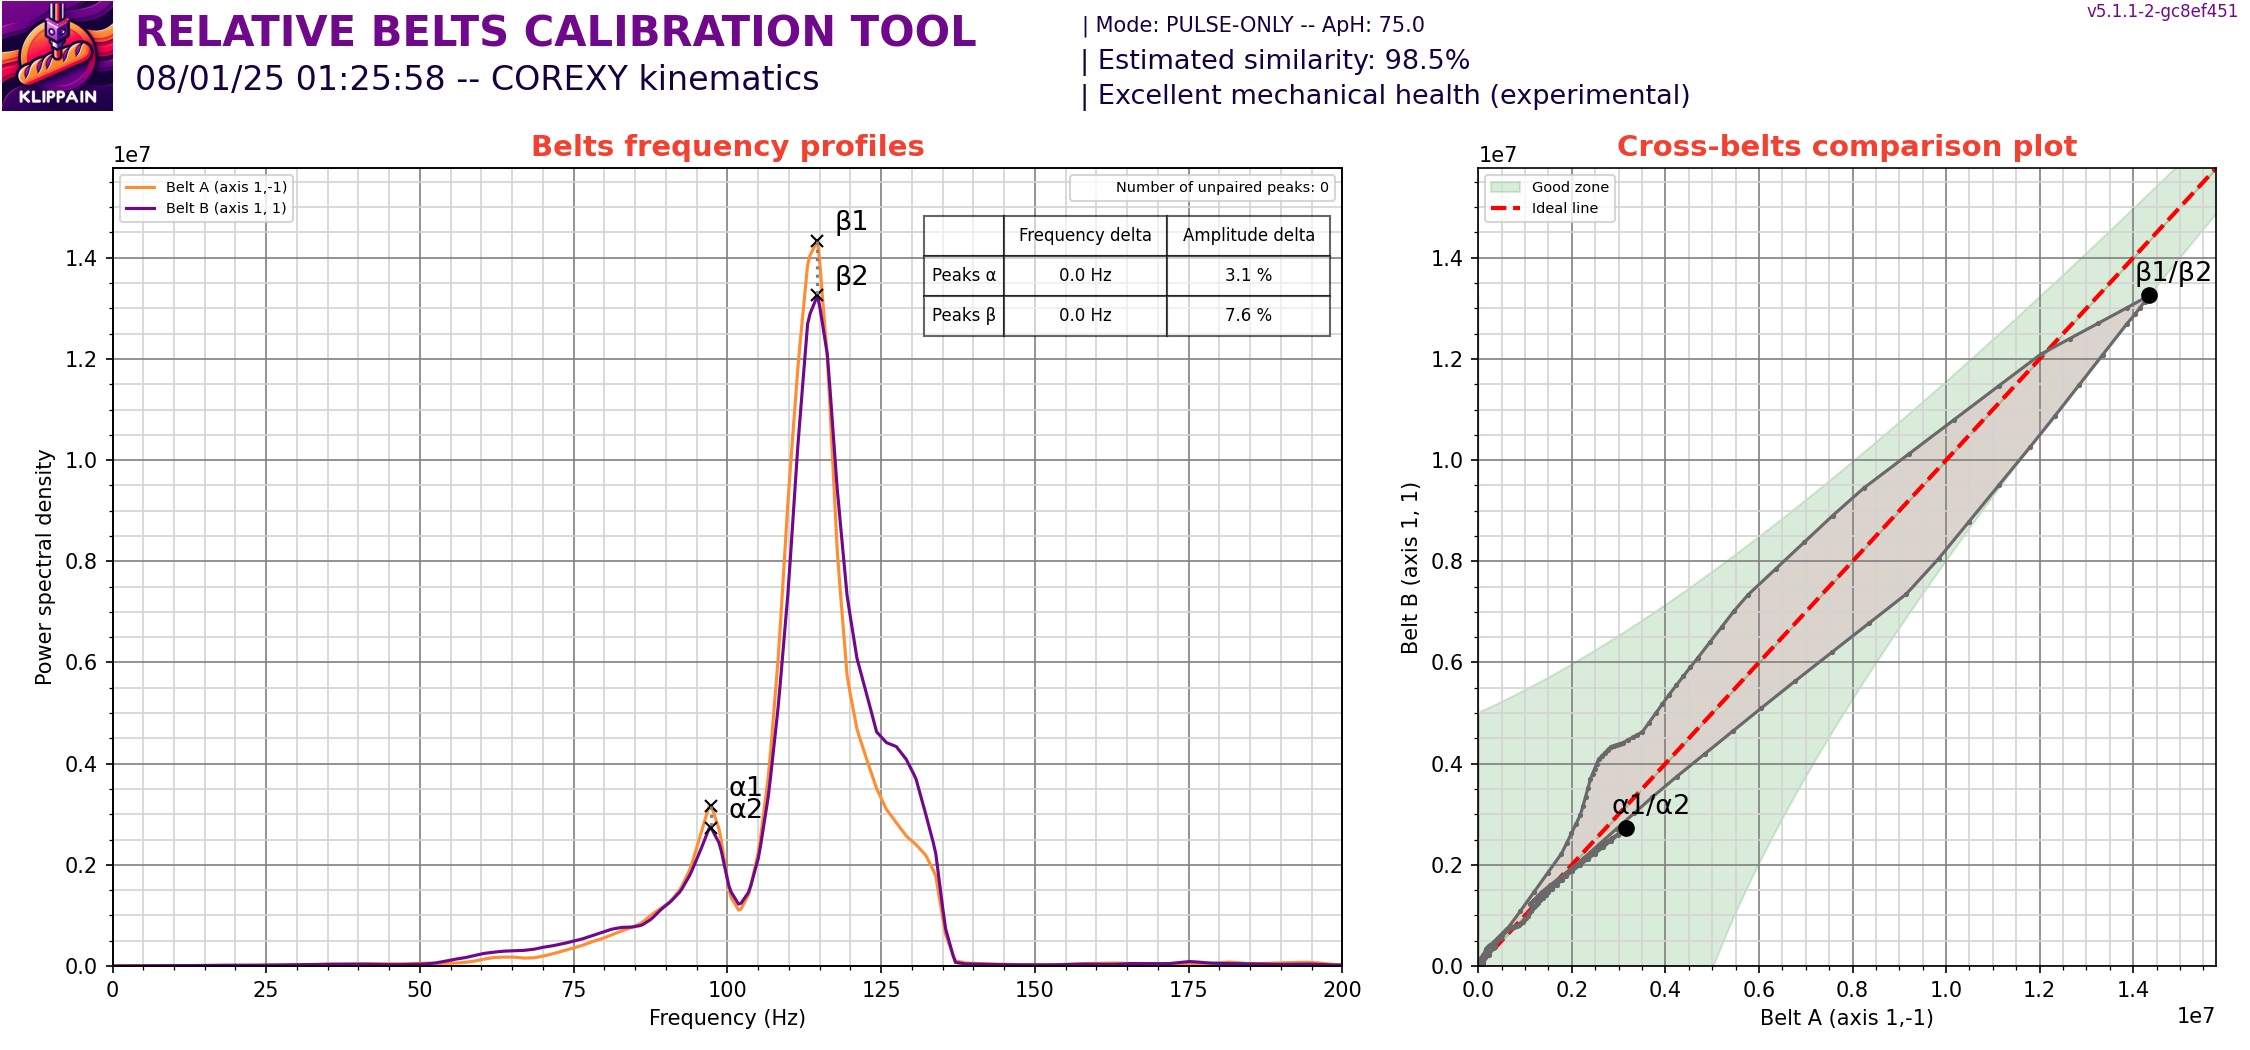 KLIPPAIN
RELATIVE BELTS CALIBRATION TOOL
08/01/25 01:25:58 -- COREXY kinematics
| Mode: PULSE-ONLY -- ApH: 75.0
| Estimated similarity: 98.5%
| Excellent mechanical health (experimental)
v5.1.1-2-gc8ef451
Belts frequency profiles
1e7
Belt A (axis 1,-1)
Belt B (axis 1, 1)
Number of unpaired peaks: 0
Frequency delta Amplitude delta
Peaks α 0.0 Hz 3.1 %
Peaks β 0.0 Hz 7.6 %
β1
β2
α1
α2
Power spectral density
1.4
1.2
1.0
0.8
0.6
0.4
0.2
0.0
0 25 50 75 100 125 150 175 200
Frequency (Hz)
Cross-belts comparison plot
1e7
Good zone
Ideal line
β1/β2
α1/α2
Belt B (axis 1, 1)
1.4
1.2
1.0
0.8
0.6
0.4
0.2
0.0
0.0 0.2 0.4 0.6 0.8 1.0 1.2 1.4
1e7
Belt A (axis 1,-1)